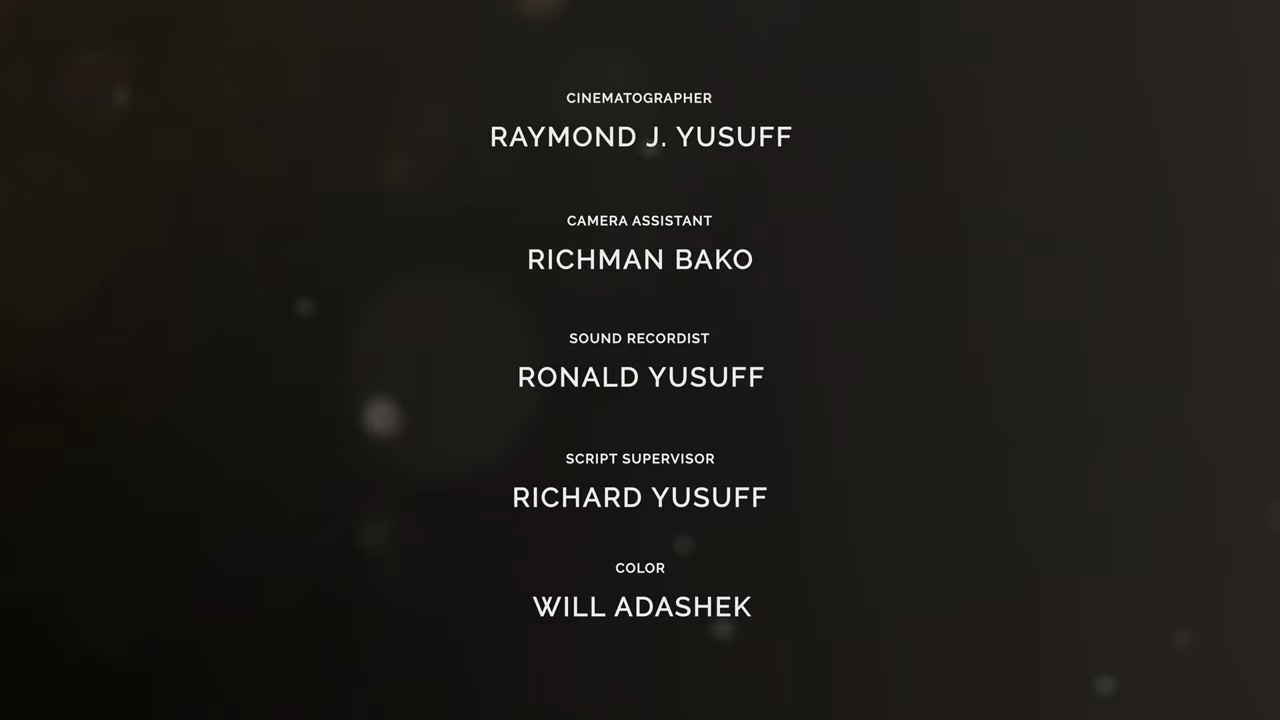 CINEMATOGRAPHER
RAYMOND J. YUSUFF
CAMERA ASSISTANT
RICHMAN BAKO
SOUND RECORDIST
RONALD YUSUFF
SCRIPT SUPERVISOR
RICHARD YUSUFF
COLOR
WILL ADASHEK